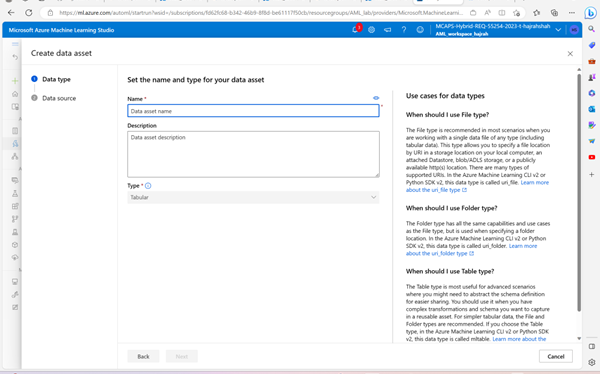 https://ml.azure.com/automl/startrun?wsid=/subscriptions/
Microsoft Azure Machine Learning Studio
MCAPS-Hybrid-REQ-55254-2023-t-hajrahshah
AML_workspace_hajrah
Create data asset
1 Data type
2 Data source
Set the name and type for your data asset
Name *
Data asset name
Description
Data asset description
Type *
Tabular
Use cases for data types
When should I use File type?
The File type is recommended in most scenarios when you
are working with a single data file of any type (including
tabular data). This type allows you to specify a file location
by URI in a storage location on your local computer, an
attached Datastore, blob/ADLS storage, or a publicly
available http(s) location. There are many types of
supported URIs. In the Azure Machine Learning CLI v2 or
Python SDK v2, this data type is called uri_file. Learn more
about the uri_file type
When should I use Folder type?
The Folder type has all the same capabilities and use cases
as the File type, but is used when specifying a folder
location. In the Azure Machine Learning CLI v2 or Python
SDK v2, this data type is called uri_folder. Learn more
about the uri_folder type
When should I use Table type?
The Table type is most useful for advanced scenarios
where you might need to abstract the schema definition
for easier sharing. You should use it when you have
complex transformations and schema you want to capture
in a reusable asset. For simpler tabular data, the File and
Folder types are recommended. If you choose the Table
type, in the Azure Machine Learning CLI v2 or Python SDK
v2, this data type is called mltable. Learn more about the
Back
Next
Cancel